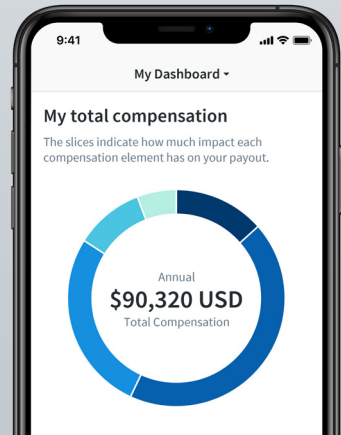 9:41
My Dashboard
My total compensation
The slices indicate how much impact each
compensation element has on your payout.
Annual
$90,320 USD
Total Compensation